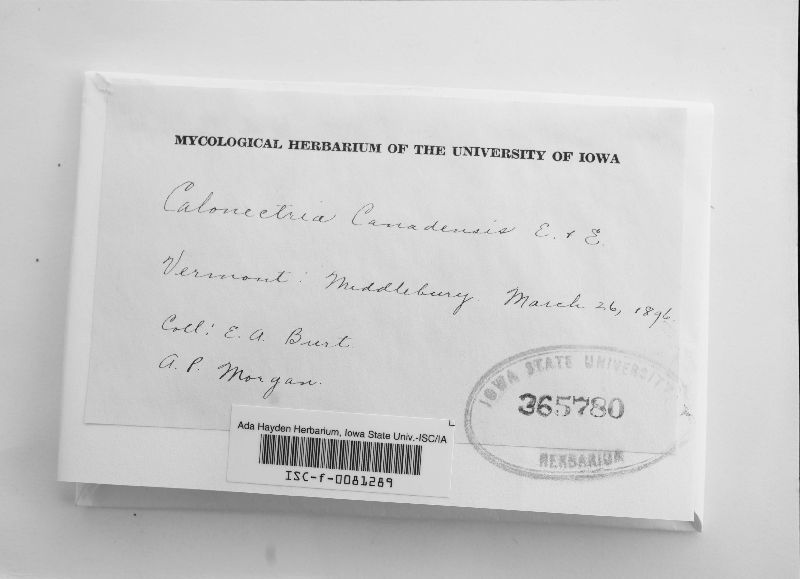 MYCOLOGICAL HERBARIUM OF THE UNIVERSITY OF IOWA
Calonectria Canadensis E. & E.
Vermont: Middlebury. March 26, 1896.
Coll: E. A. Burt.
A. P. Morgan.
IOWA STATE UNIVERSITY
365780
HERBARIUM
Ada Hayden Herbarium, Iowa State Univ.-ISC/IA
ISC-f-0081289